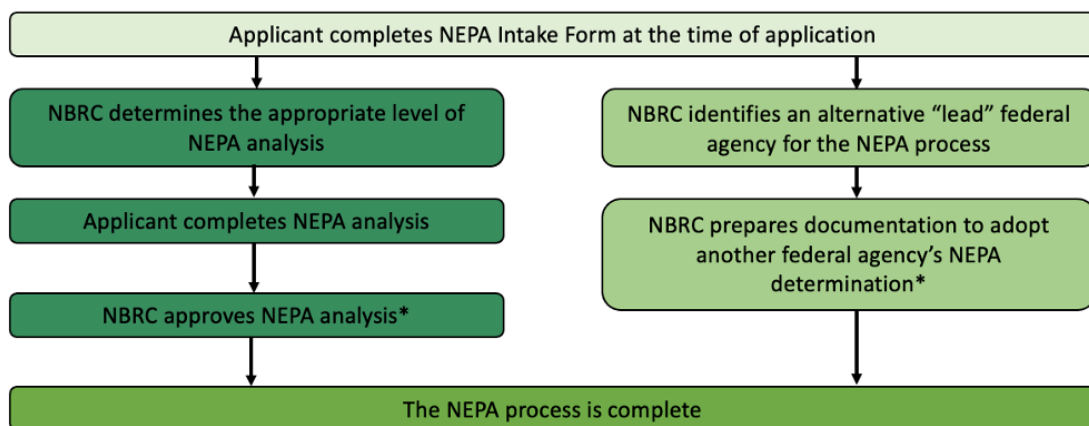 Applicant completes NEPA Intake Form at the time of application
NBRC determines the appropriate level of
NEPA analysis
Applicant completes NEPA analysis
NBRC approves NEPA analysis*
NBRC identifies an alternative “lead” federal
agency for the NEPA process
NBRC prepares documentation to adopt
another federal agency’s NEPA
determination*
The NEPA process is complete